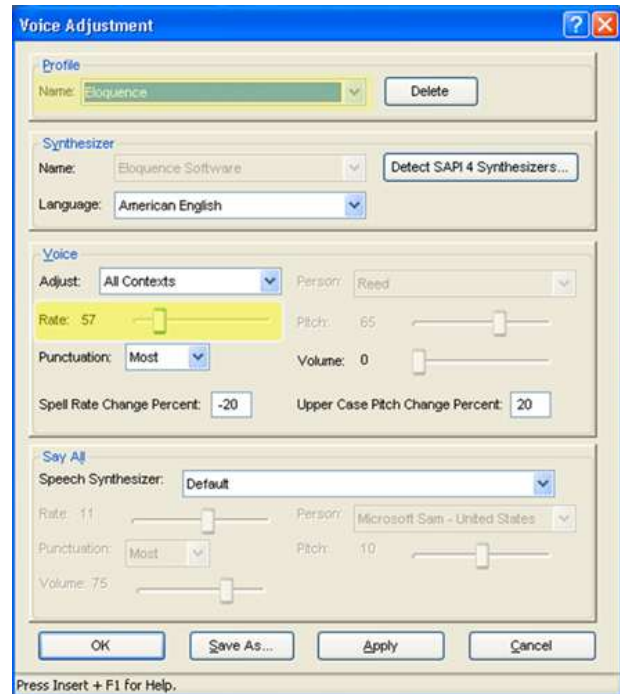 Voice Adjustment
Profile
Name: Eloquence Delete
Synthesizer
Name: Eloquence Software Detect SAPI 4 Synthesizers...
Language: American English
Voice
Adjust: All Contexts Person: Reed
Rate: 57 Pitch: 65
Punctuation: Most Volume: 0
Spell Rate Change Percent: -20 Upper Case Pitch Change Percent: 20
Say All
Speech Synthesizer: Default
Rate: 11 Person: Microsoft Sam - United States
Punctuation: Most Pitch: 10
Volume: 75
OK Save As... Apply Cancel
Press Insert + F1 for Help.